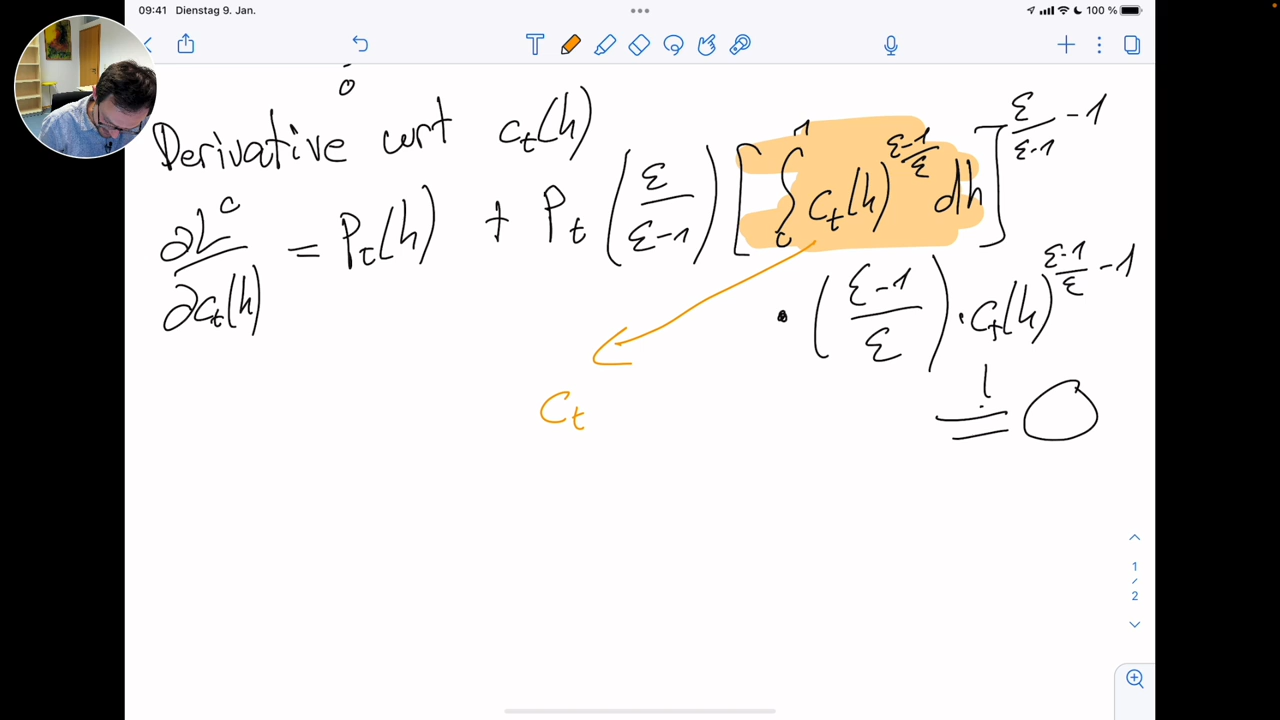 09:41 Dienstag 9. Jan. 100 %
0
Derivative wrt c_t(h)
∂L^c / ∂c_t(h) = P_t(h) + P_t (ε/(ε-1)) [∫_0^1 c_t(h)^((ε-1)/ε) dh]^(ε/(ε-1) - 1)
· ((ε-1)/ε) · c_t(h)^((ε-1)/ε - 1)
=! 0
C_t
1
/
2